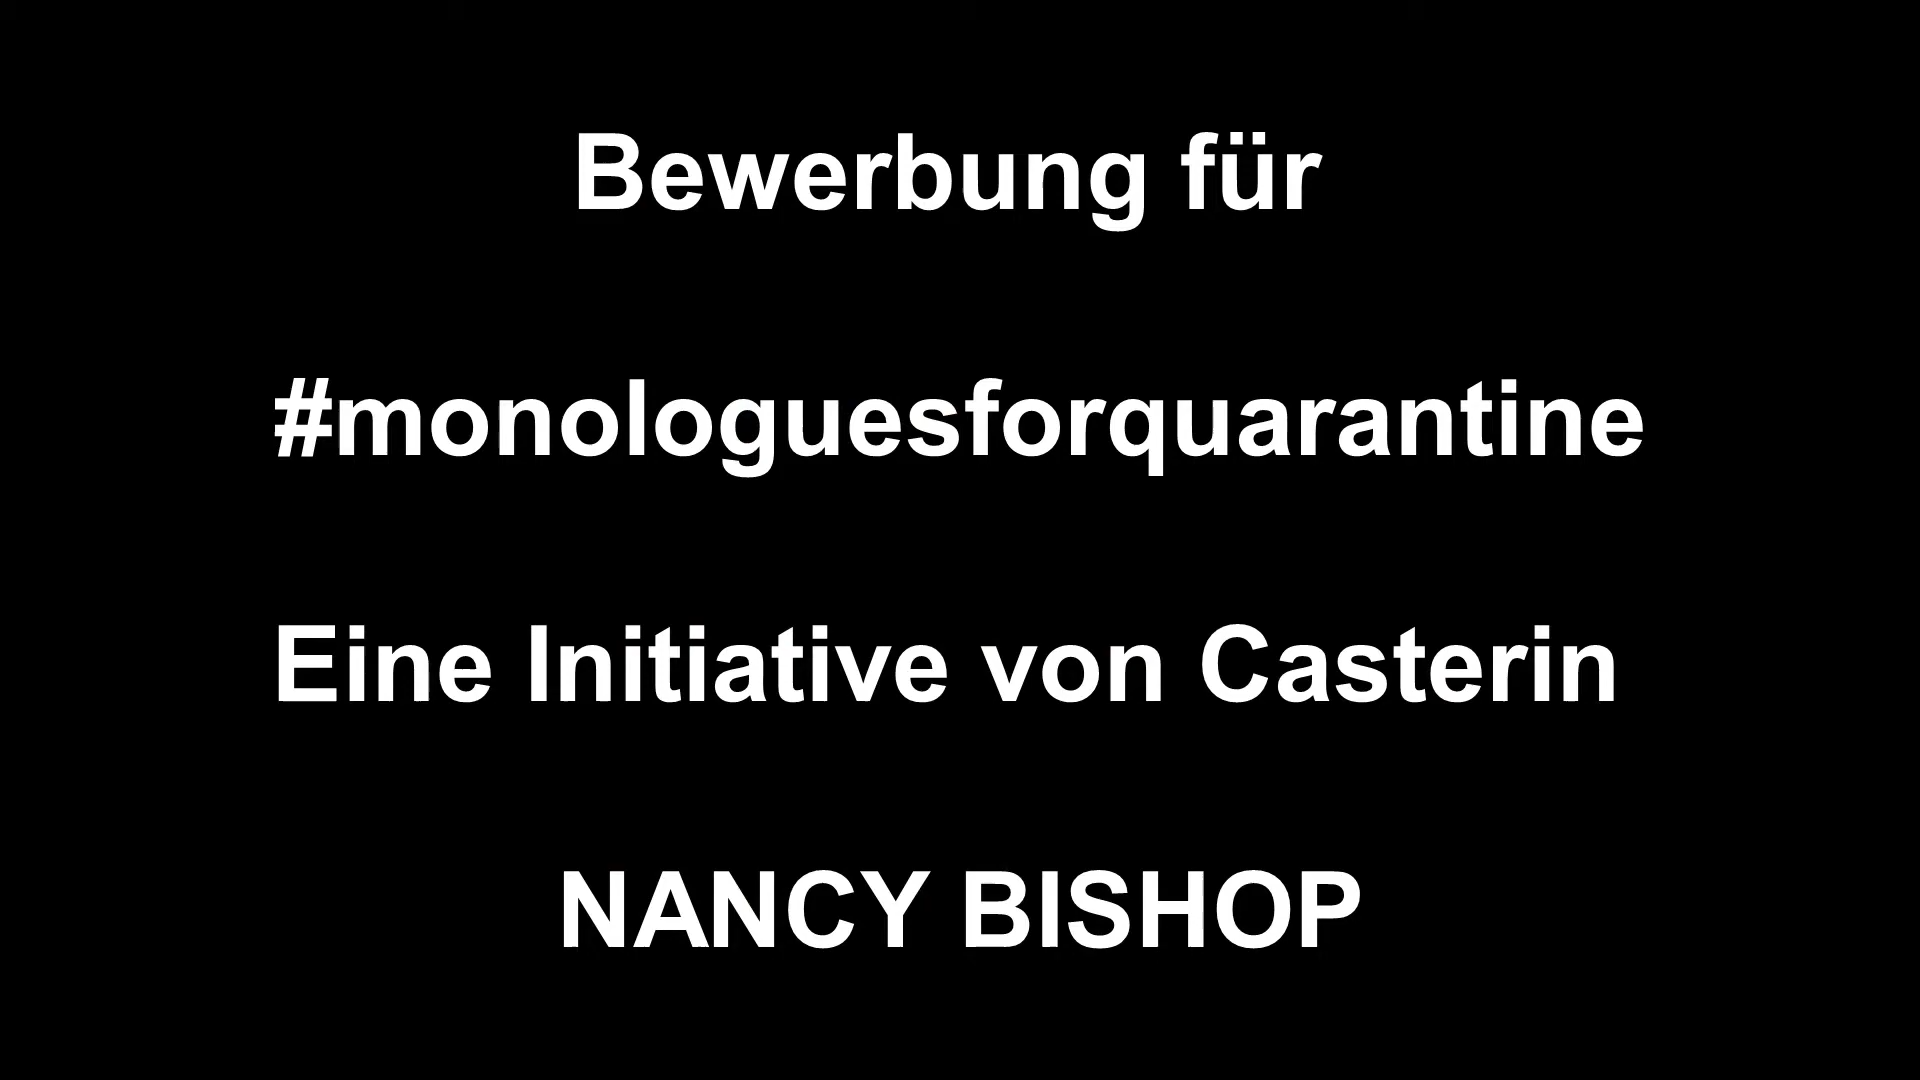 Bewerbung für
#monologuesforquarantine
Eine Initiative von Casterin
NANCY BISHOP